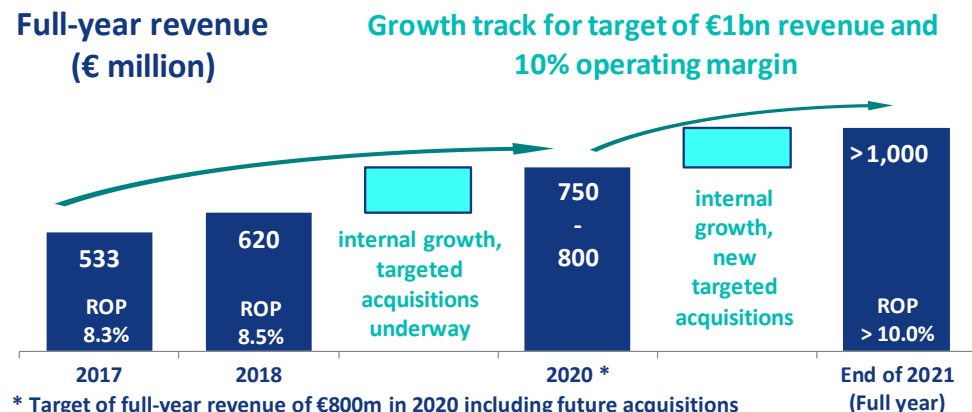 Full-year revenue
(€ million)
Growth track for target of €1bn revenue and
10% operating margin
533
ROP
8.3%
620
ROP
8.5%
internal growth,
targeted
acquisitions
underway
750
-
800
internal
growth,
new
targeted
acquisitions
>1,000
ROP
> 10.0%
2017
2018
2020 *
End of 2021
(Full year)
* Target of full-year revenue of €800m in 2020 including future acquisitions